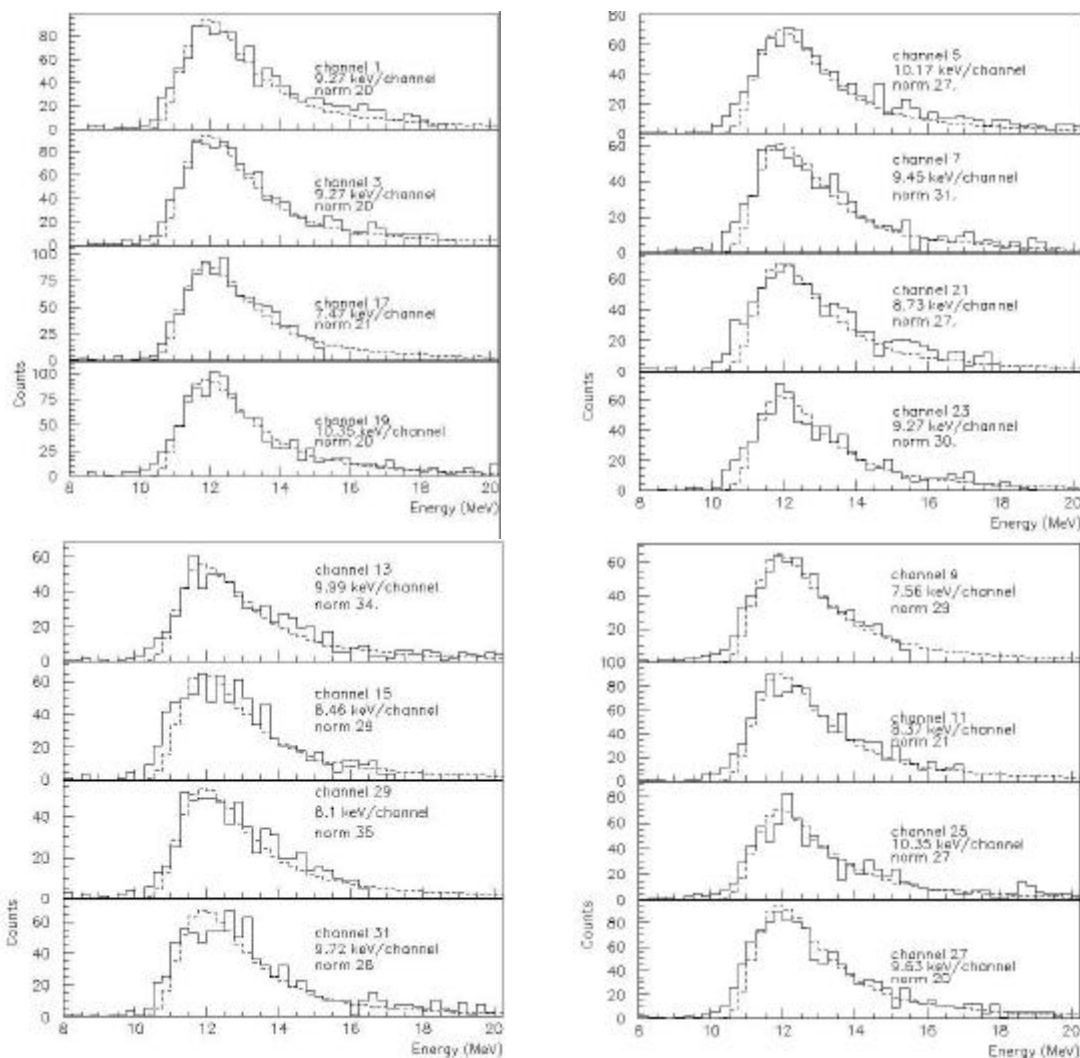 80
60
40
20
0
channel 1
9.27 keV/channel
norm 20
80
60
40
20
0
channel 3
9.27 keV/channel
norm 20
100
75
50
25
0
channel 17
7.47 keV/channel
norm 21
100
75
50
25
0
channel 19
10.35 keV/channel
norm 20
8 10 12 14 16 18 20
Energy (MeV)
Counts
80
60
40
20
0
channel 5
10.17 keV/channel
norm 27.
60
40
20
0
channel 7
9.45 keV/channel
norm 31.
60
40
20
0
channel 21
8.73 keV/channel
norm 27.
60
40
20
0
channel 23
9.27 keV/channel
norm 30.
8 10 12 14 16 18 20
Energy (MeV)
Counts
60
40
20
0
channel 13
9.99 keV/channel
norm 34.
60
40
20
0
channel 15
8.46 keV/channel
norm 29
40
20
0
channel 29
8.1 keV/channel
norm 35
60
40
20
0
channel 31
9.72 keV/channel
norm 28
8 10 12 14 16 18 20
Energy (MeV)
Counts
60
40
20
0
channel 9
7.56 keV/channel
norm 29
100
80
60
40
20
0
channel 11
8.37 keV/channel
norm 21
80
60
40
20
0
channel 25
10.35 keV/channel
norm 27
80
60
40
20
0
channel 27
9.63 keV/channel
norm 20
8 10 12 14 16 18 20
Energy (MeV)
Counts